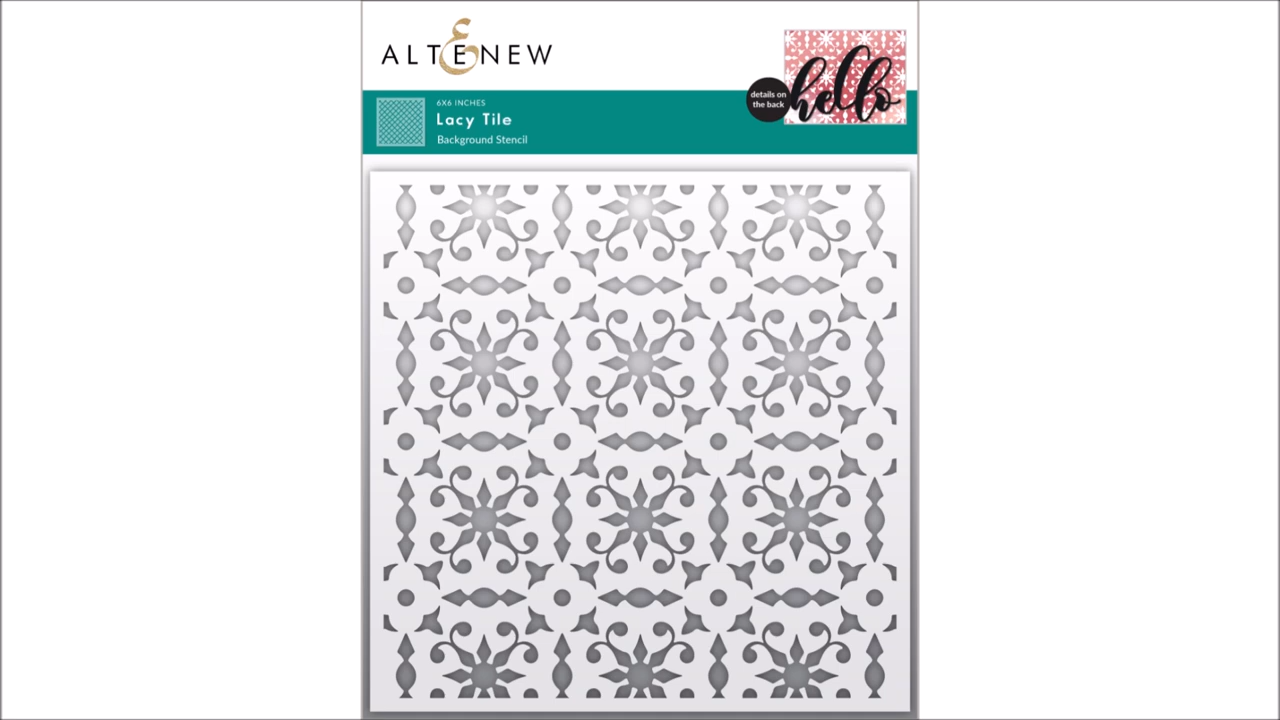 ALTENEW
details on
the back
hello
6X6 INCHES
Lacy Tile
Background Stencil